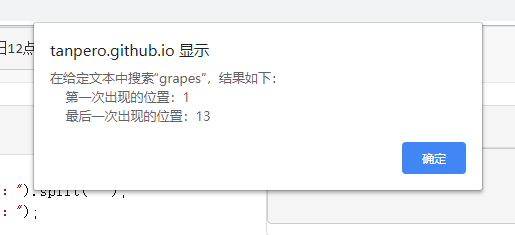 日12点
tanpero.github.io 显示
在给定文本中搜索“grapes”，结果如下：
第一次出现的位置：1
最后一次出现的位置：13
确定
: ").split(" ");
: ");